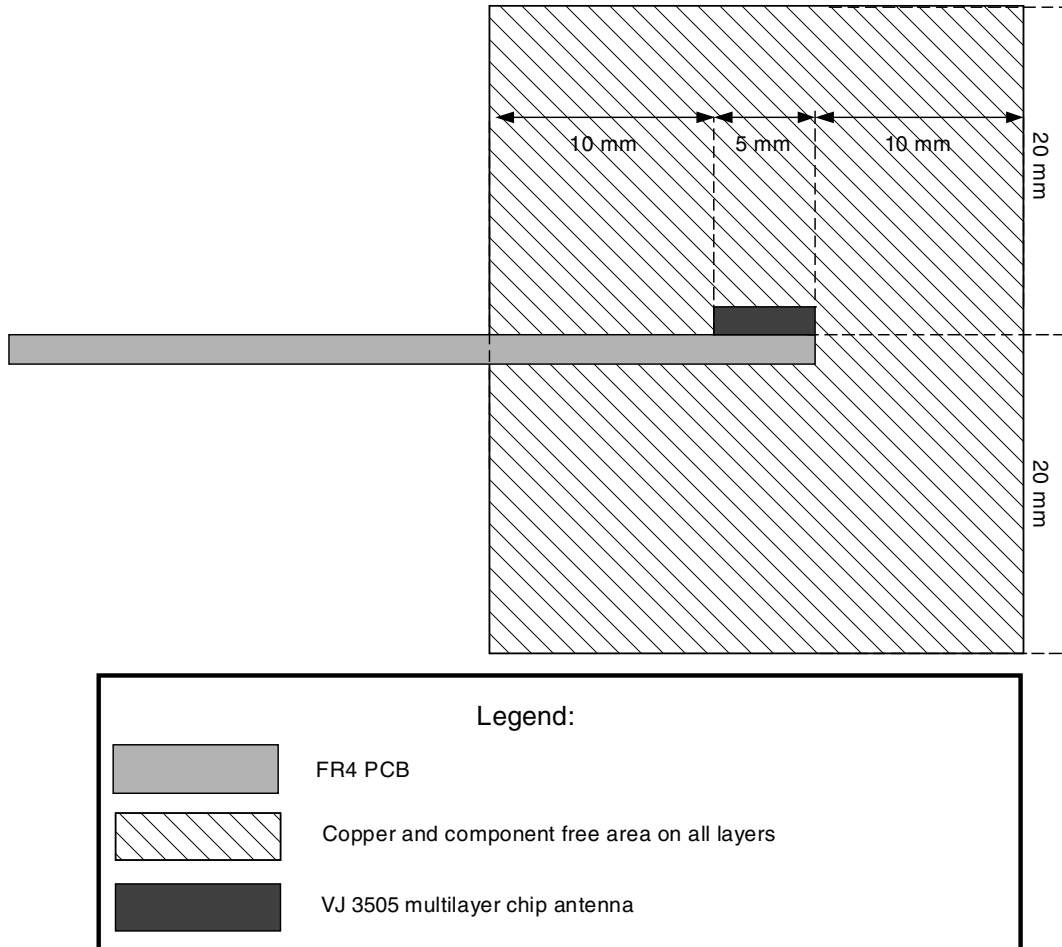 10 mm
5 mm
10 mm
20 mm
20 mm
Legend:
FR4 PCB
Copper and component free area on all layers
VJ 3505 multilayer chip antenna